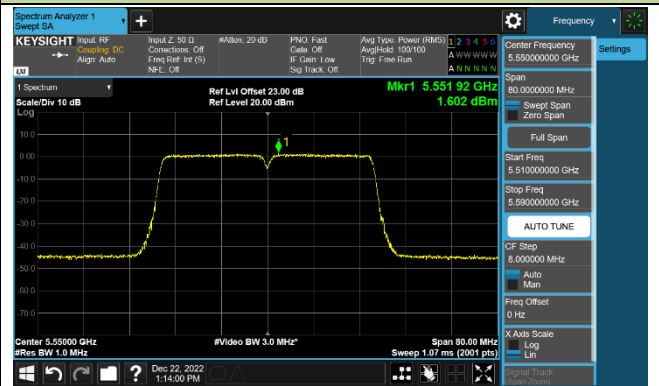 Spectrum Analyzer 1
Swept SA
+
Frequency
KEYSIGHT
Input: RF
Coupling: DC
Align: Auto
Input Z: 50 Ω
Corrections: Off
Freq Ref: Int (S)
NFE: Off
#Atten: 20 dB
PNO: Fast
Gate: Off
IF Gain: Low
Sig Track: Off
Avg Type: Power (RMS)
Avg|Hold: 100/100
Trig: Free Run
1 2 3 4 5 6
A W W W W W
A N N N N N
LXI
1 Spectrum
Scale/Div 10 dB
Log
Ref Lvl Offset 23.00 dB
Ref Level 20.00 dBm
Mkr1 5.551 92 GHz
1.602 dBm
1
10.0
0.00
-10.0
-20.0
-30.0
-40.0
-50.0
-60.0
-70.0
Center 5.55000 GHz
#Res BW 1.0 MHz
#Video BW 3.0 MHz*
Span 80.00 MHz
Sweep 1.07 ms (2001 pts)
Dec 22, 2022
1:14:00 PM
?
Center Frequency
5.550000000 GHz
Span
80.0000000 MHz
Swept Span
Zero Span
Full Span
Start Freq
5.510000000 GHz
Stop Freq
5.590000000 GHz
AUTO TUNE
CF Step
8.000000 MHz
Auto
Man
Freq Offset
0 Hz
X Axis Scale
Log
Lin
Signal Track
(Span Zoom)
Settings